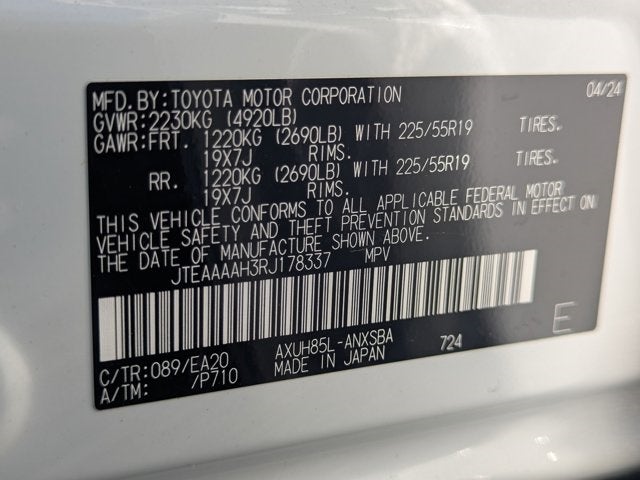 MFD. BY: TOYOTA MOTOR CORPORATION 04/24
GVWR: 2230KG (4920LB)
GAWR: FRT. 1220KG (2690LB) WITH 225/55R19 TIRES.
19X7J RIMS.
RR. 1220KG (2690LB) WITH 225/55R19 TIRES.
19X7J RIMS.
THIS VEHICLE CONFORMS TO ALL APPLICABLE FEDERAL MOTOR
VEHICLE SAFETY AND THEFT PREVENTION STANDARDS IN EFFECT ON
THE DATE OF MANUFACTURE SHOWN ABOVE.
JTEAAAAH3RJ178337 MPV
C/TR: 089/EA20 AXUH85L-ANXSBA 724 E
A/TM: /P710 MADE IN JAPAN